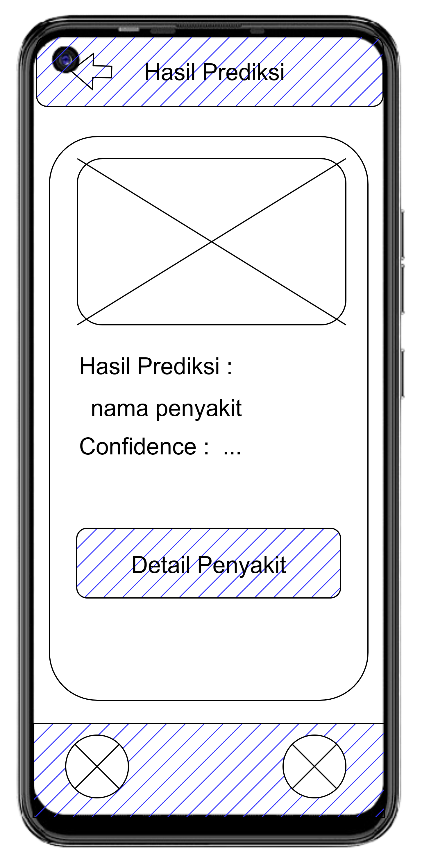 Hasil Prediksi
Hasil Prediksi :
nama penyakit
Confidence : ...
Detail Penyakit